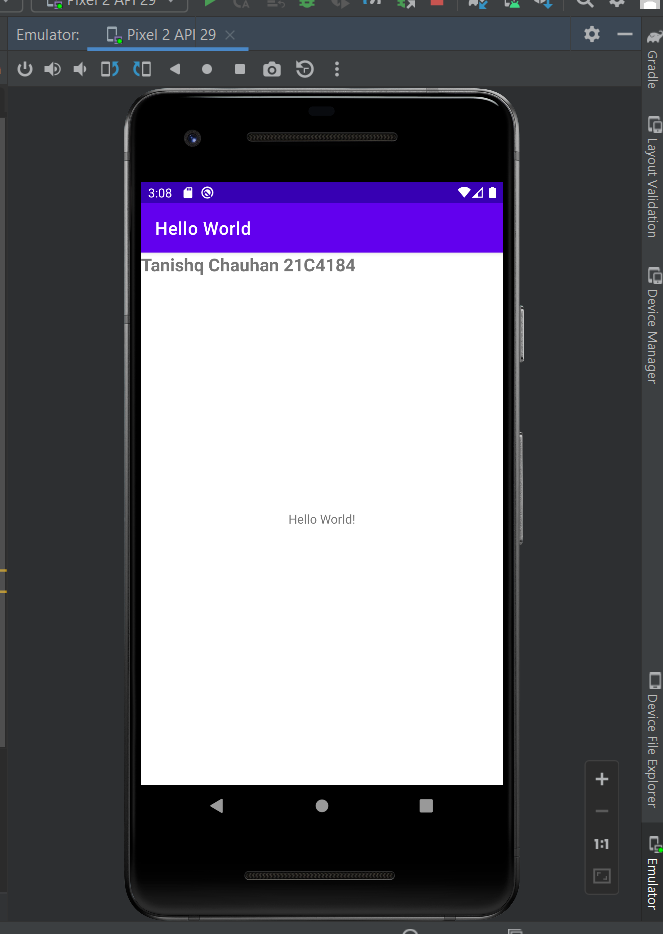 Pixel 2 API 29
Emulator: Pixel 2 API 29
Gradle
3:08
Layout Validation
Hello World
Tanishq Chauhan 21C4184
Device Manager
Hello World!
Device File Explorer
1:1
Emulator